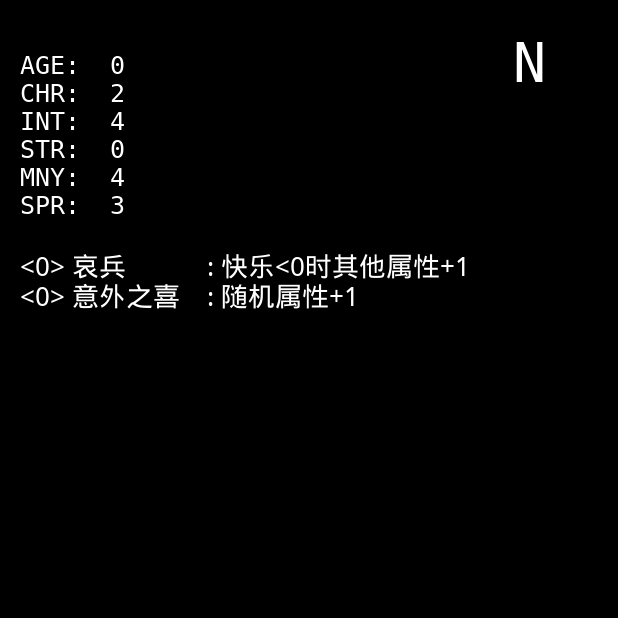 N
AGE: 0
CHR: 2
INT: 4
STR: 0
MNY: 4
SPR: 3
<0> 哀兵 : 快乐<0时其他属性+1
<0> 意外之喜 : 随机属性+1